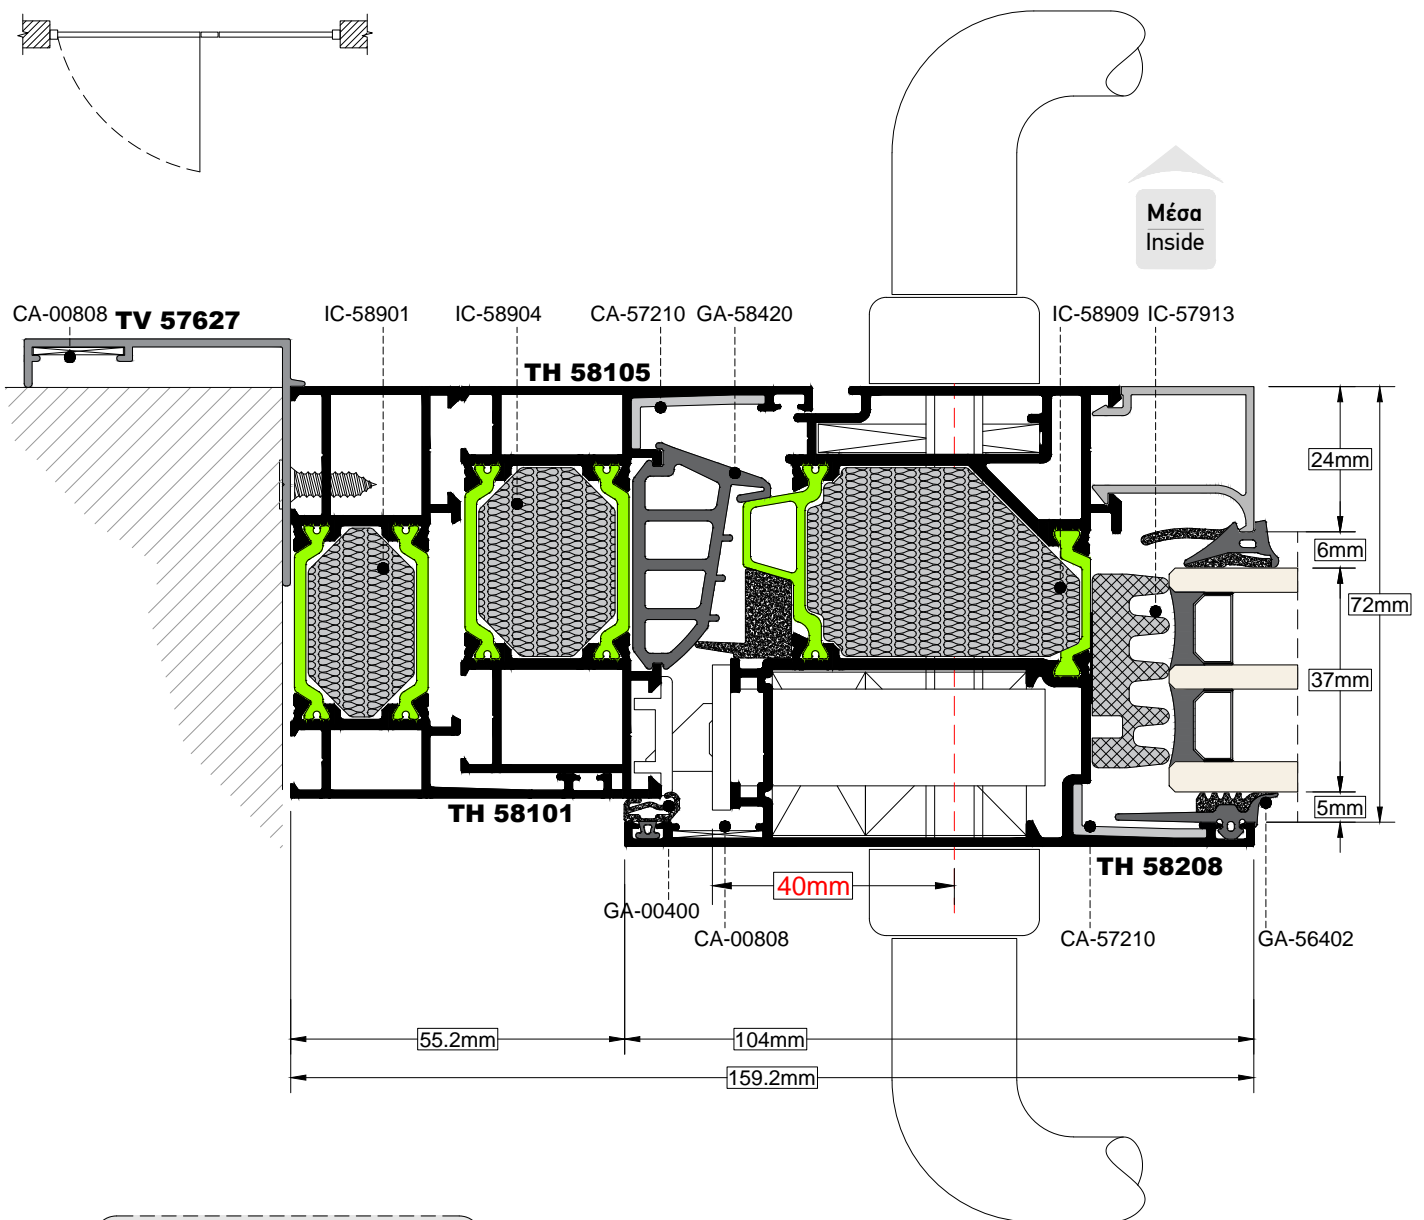 Μέσα
Inside
CA-00808
TV 57627
IC-58901
IC-58904
CA-57210
GA-58420
IC-58909
IC-57913
TH 58105
24mm
6mm
72mm
37mm
5mm
TH 58101
TH 58208
40mm
GA-00400
CA-00808
CA-57210
GA-56402
55.2mm
104mm
159.2mm